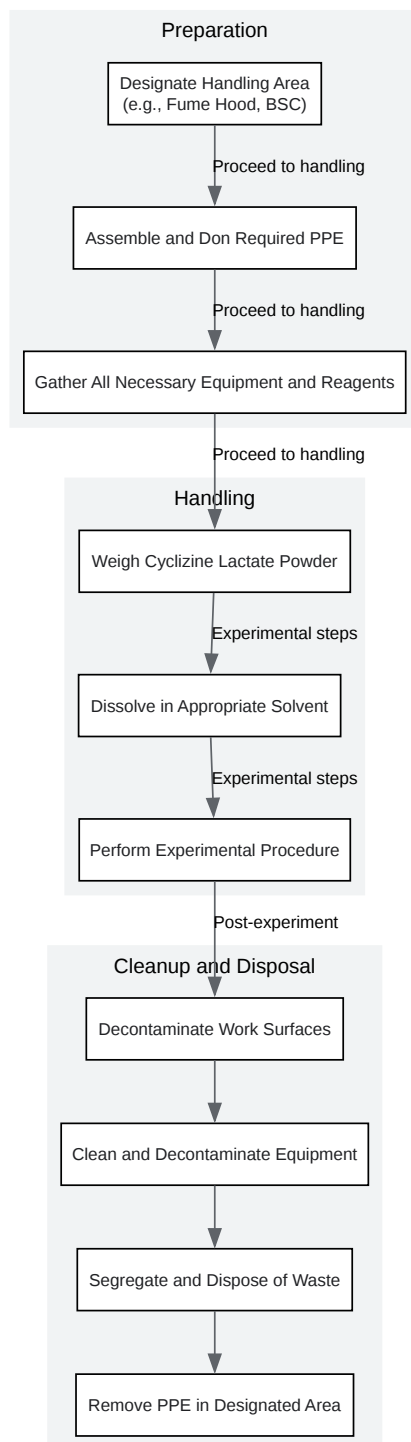 Preparation
Designate Handling Area
(e.g., Fume Hood, BSC)
Proceed to handling
Assemble and Don Required PPE
Proceed to handling
Gather All Necessary Equipment and Reagents
Proceed to handling
Handling
Weigh Cyclizine Lactate Powder
Experimental steps
Dissolve in Appropriate Solvent
Experimental steps
Perform Experimental Procedure
Post-experiment
Cleanup and Disposal
Decontaminate Work Surfaces
Clean and Decontaminate Equipment
Segregate and Dispose of Waste
Remove PPE in Designated Area